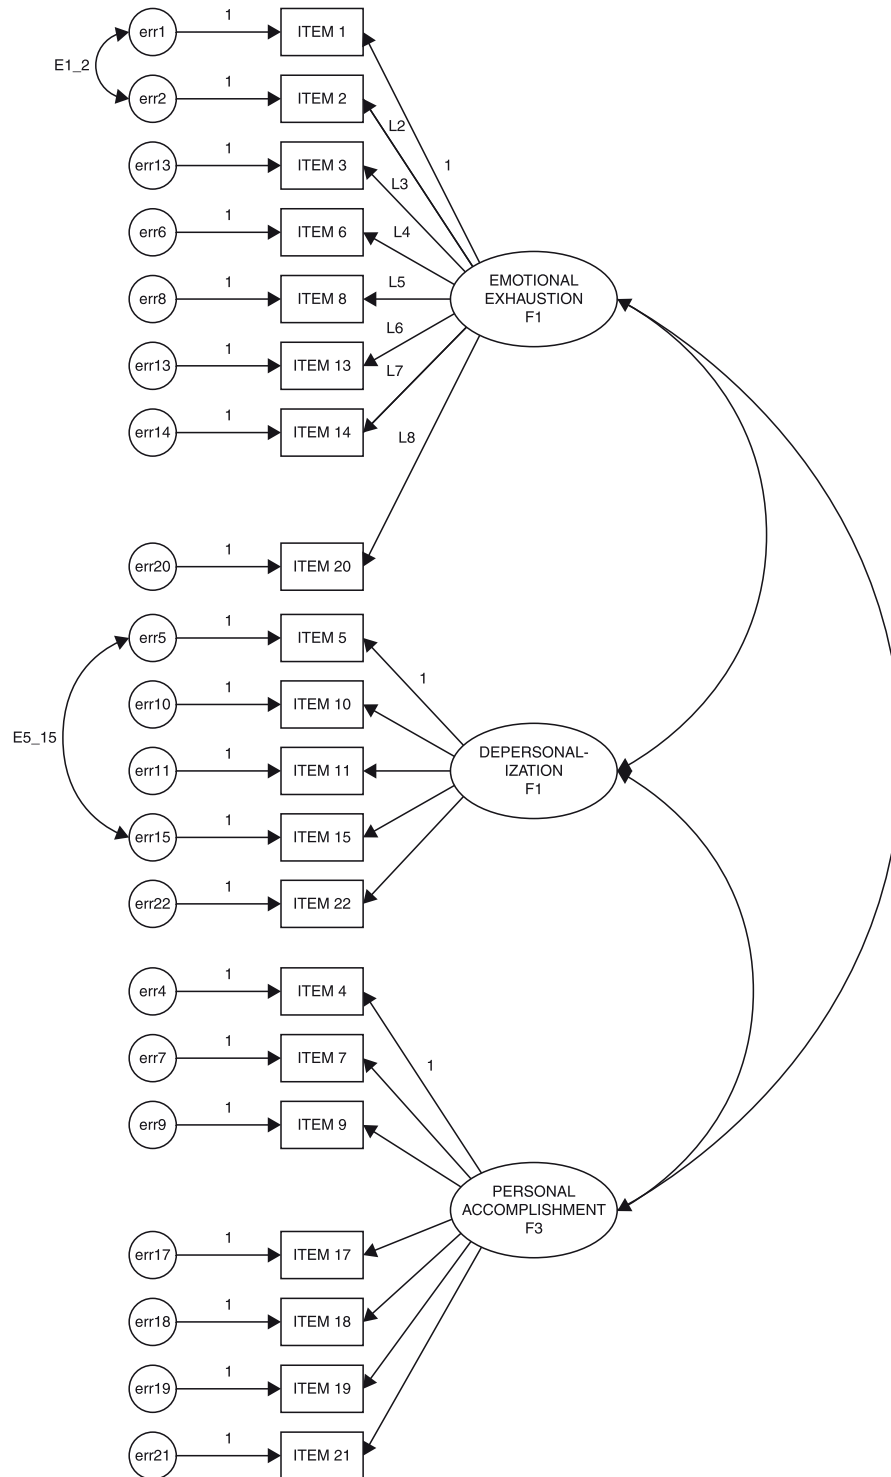 err1 1 ITEM 1
E1_2
err2 1 ITEM 2
L2
1
err13 1 ITEM 3
L3
err6 1 ITEM 6
L4
EMOTIONAL
EXHAUSTION
F1
err8 1 ITEM 8
L5
L6
err13 1 ITEM 13
L7
err14 1 ITEM 14
L8
err20 1 ITEM 20
err5 1 ITEM 5
1
err10 1 ITEM 10
E5_15
DEPERSONAL-
IZATION
F1
err11 1 ITEM 11
err15 1 ITEM 15
err22 1 ITEM 22
err4 1 ITEM 4
err7 1 ITEM 7
1
err9 1 ITEM 9
PERSONAL
ACCOMPLISHMENT
F3
err17 1 ITEM 17
err18 1 ITEM 18
err19 1 ITEM 19
err21 1 ITEM 21